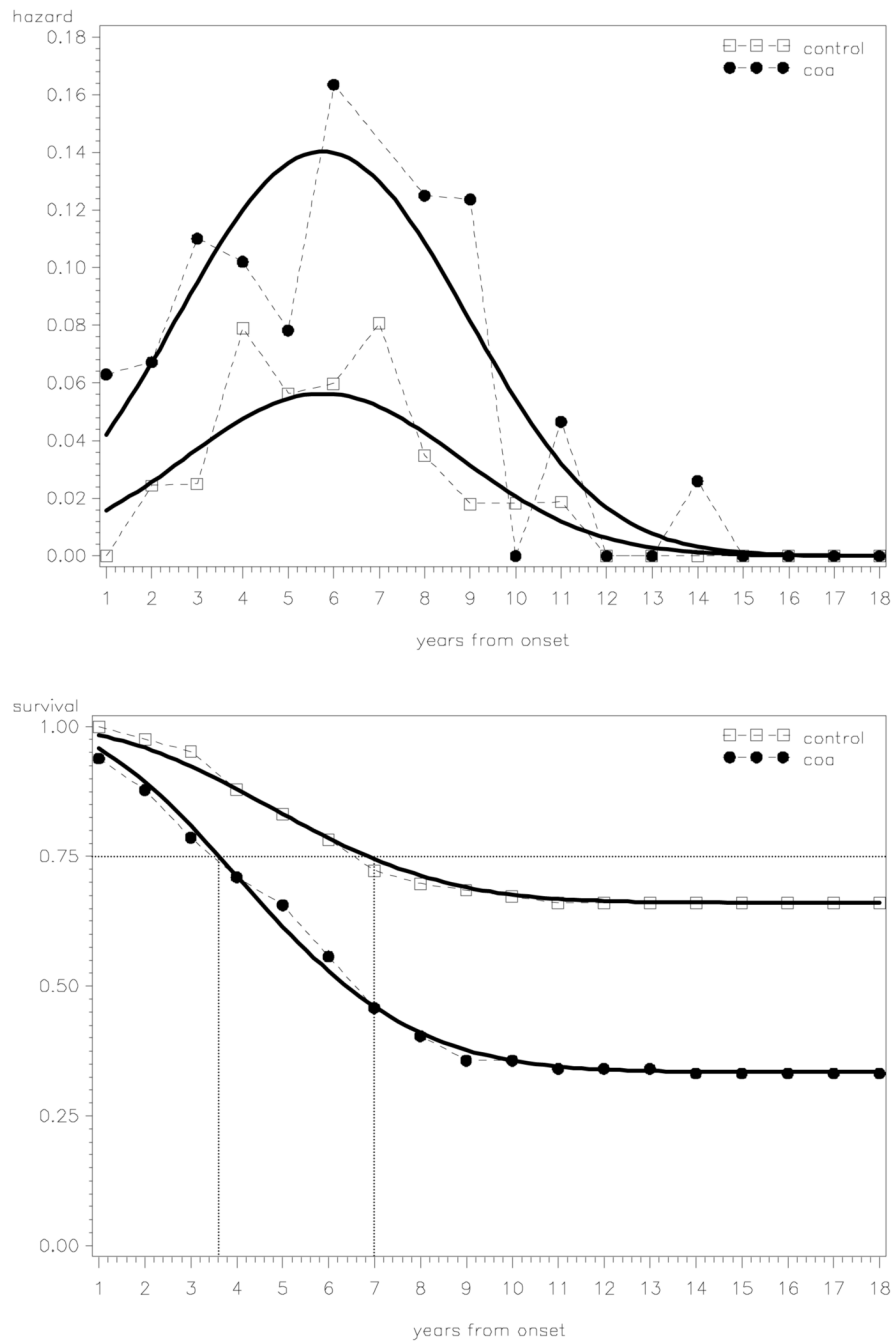 hazard
0.18
control
coa
0.16
0.14
0.12
0.10
0.08
0.06
0.04
0.02
0.00
1 2 3 4 5 6 7 8 9 10 11 12 13 14 15 16 17 18
years from onset
survival
1.00
control
coa
0.75
0.50
0.25
0.00
1 2 3 4 5 6 7 8 9 10 11 12 13 14 15 16 17 18
years from onset